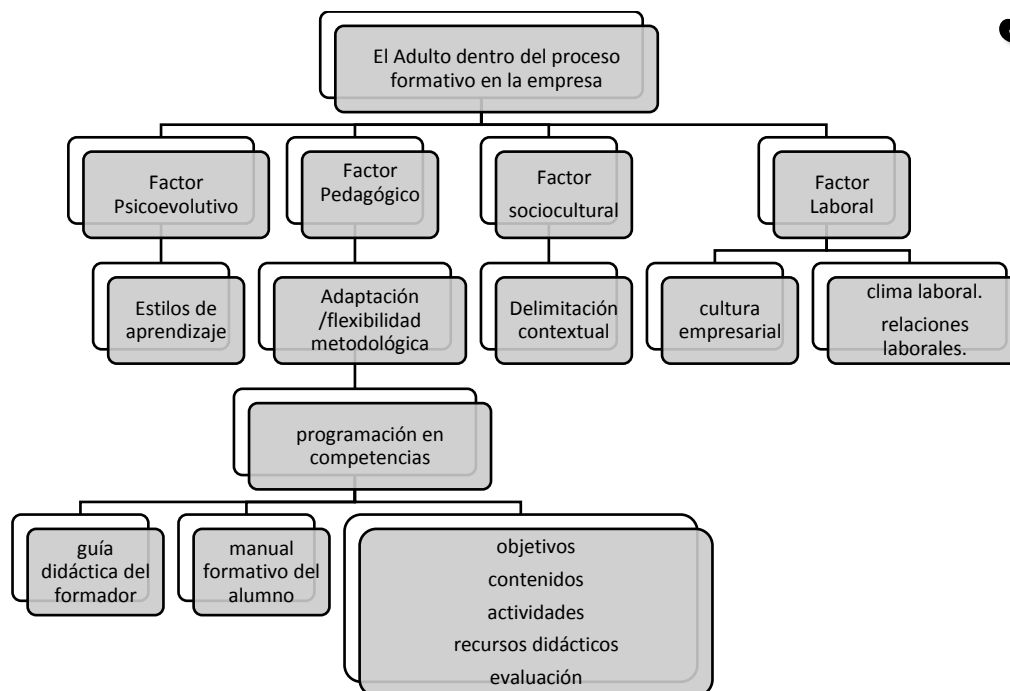 El Adulto dentro del proceso
formativo en la empresa
Factor
Psicoevolutivo
Factor
Pedagógico
Factor
sociocultural
Factor
Laboral
Estilos de
aprendizaje
Adaptación
/flexibilidad
metodológica
Delimitación
contextual
cultura
empresarial
clima laboral.
relaciones
laborales.
programación en
competencias
guía
didáctica del
formador
manual
formativo del
alumno
objetivos
contenidos
actividades
recursos didácticos
evaluación